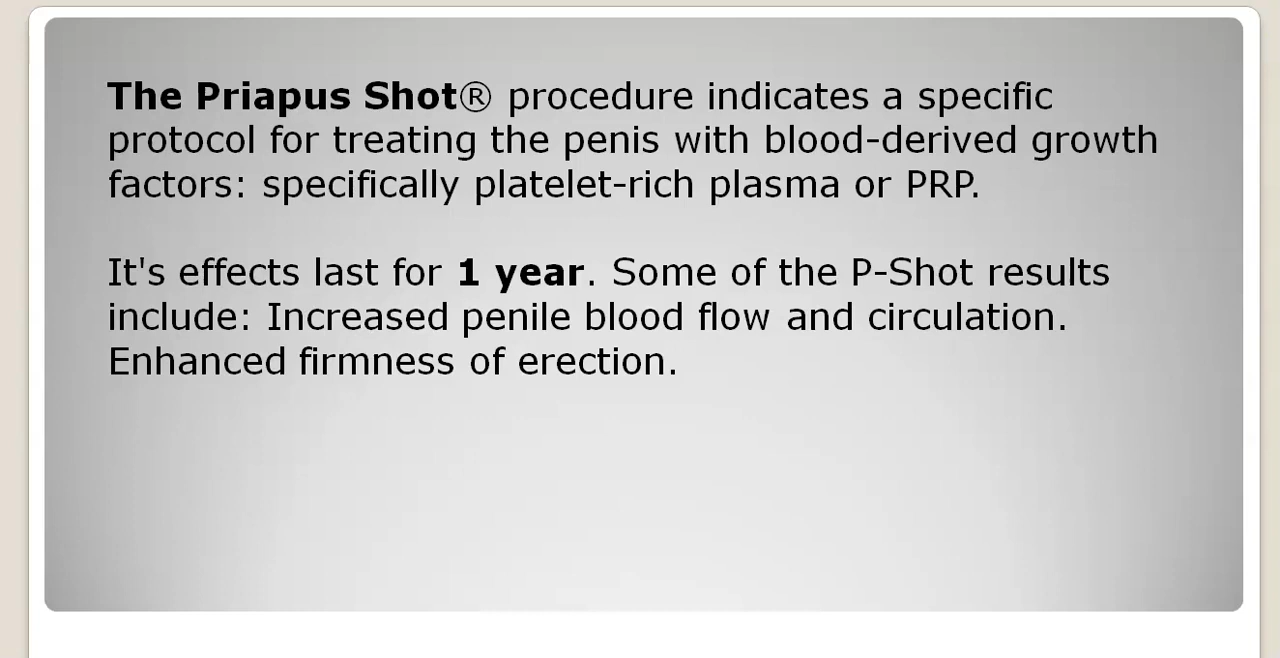 The Priapus Shot® procedure indicates a specific
protocol for treating the penis with blood-derived growth
factors: specifically platelet-rich plasma or PRP.
It's effects last for 1 year. Some of the P-Shot results
include: Increased penile blood flow and circulation.
Enhanced firmness of erection.